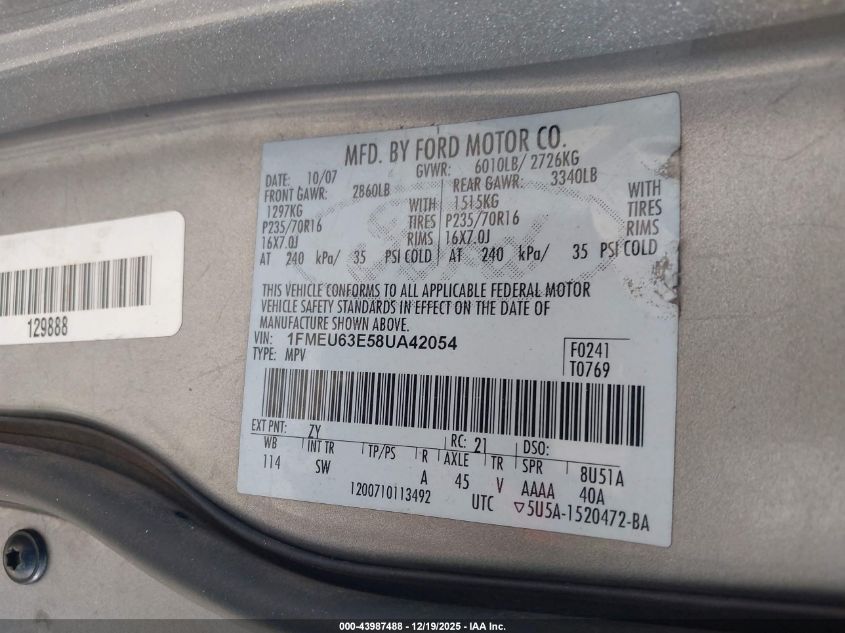 MFD. BY FORD MOTOR CO.
DATE: 10/07 GVWR: 6010LB/ 2726KG
FRONT GAWR: 2860LB REAR GAWR: 3340LB
1297KG WITH 1515KG WITH
P235/70R16 TIRES P235/70R16 TIRES
16X7.0J RIMS 16X7.0J RIMS
AT 240 kPa/ 35 PSI COLD AT 240 kPa/ 35 PSI COLD
THIS VEHICLE CONFORMS TO ALL APPLICABLE FEDERAL MOTOR
VEHICLE SAFETY STANDARDS IN EFFECT ON THE DATE OF
MANUFACTURE SHOWN ABOVE.
VIN: 1FMEU63E58UA42054
TYPE: MPV
F0241
T0769
129888
EXT PNT: ZY RC: 21 DSO:
WB INT TR TP/PS R AXLE TR SPR 8U51A
114 SW A 45 V AAAA 40A
1200710113492 UTC ▽5U5A-1520472-BA
000-43987488 - 12/19/2025 - IAA Inc.